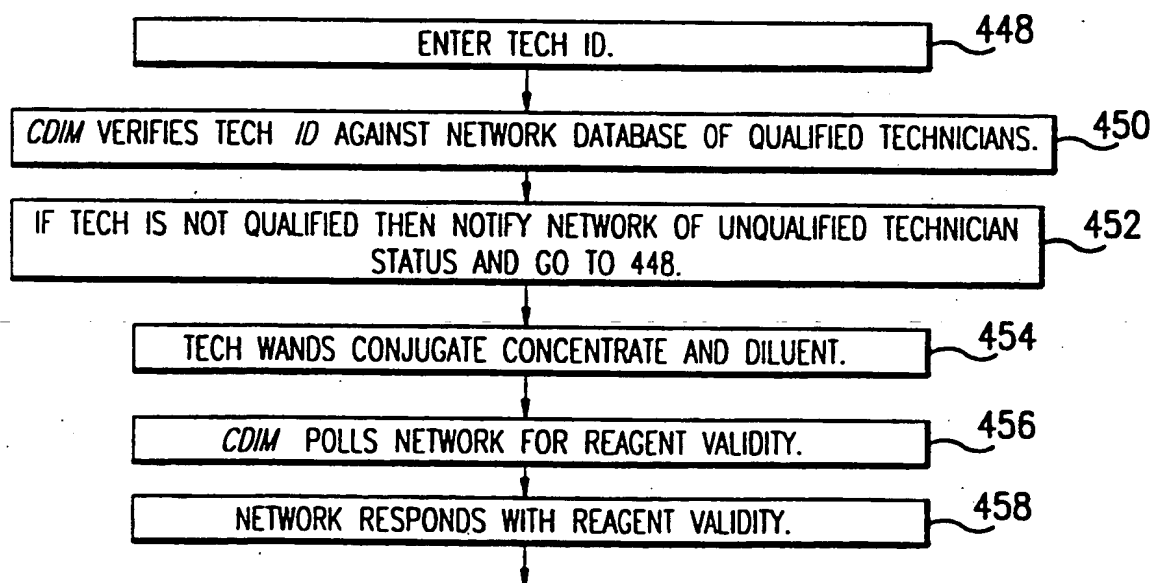 ENTER TECH ID.
448
CDIM VERIFIES TECH ID AGAINST NETWORK DATABASE OF QUALIFIED TECHNICIANS.
450
IF TECH IS NOT QUALIFIED THEN NOTIFY NETWORK OF UNQUALIFIED TECHNICIAN
STATUS AND GO TO 448.
452
TECH WANDS CONJUGATE CONCENTRATE AND DILUENT.
454
CDIM POLLS NETWORK FOR REAGENT VALIDITY.
456
NETWORK RESPONDS WITH REAGENT VALIDITY.
458